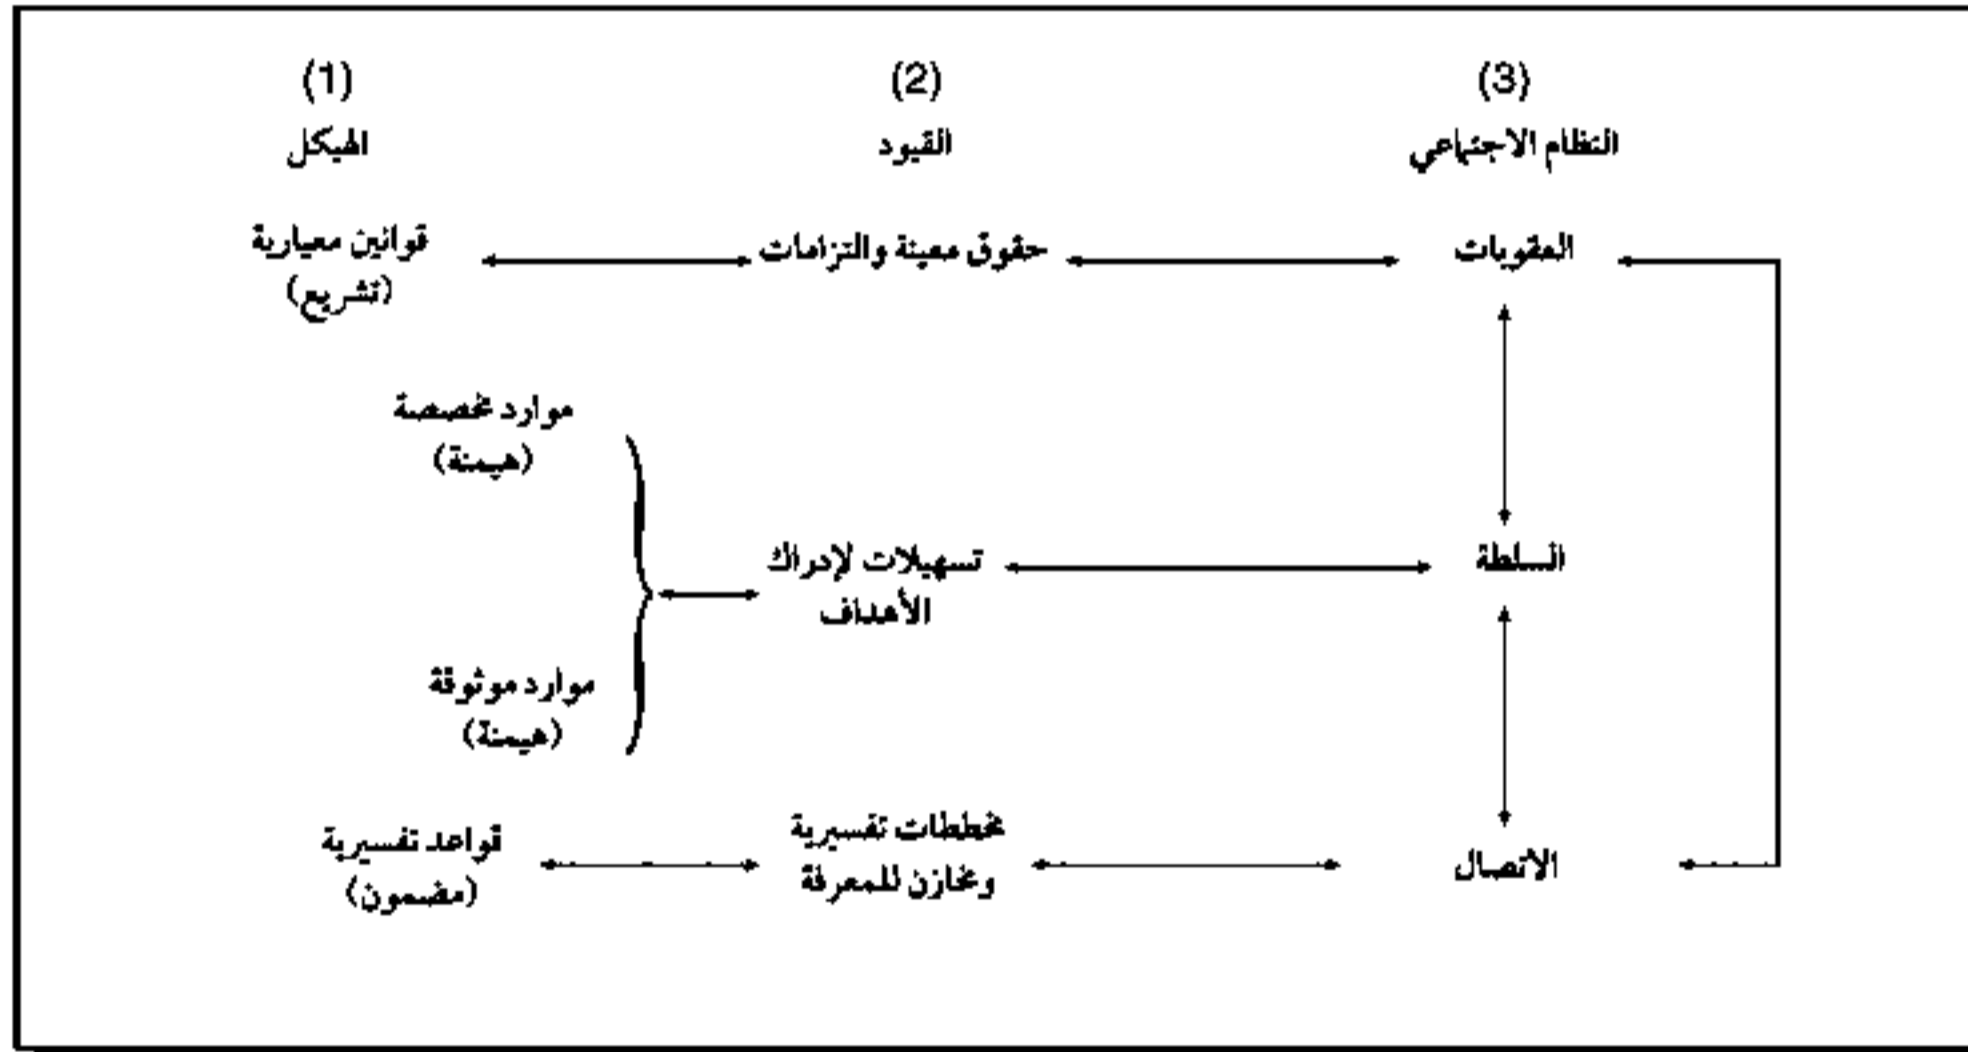 (1)
(2)
(3)
الهيكل
القيود
النظام الاجتماعي
قوانين معيارية
(تشريع)
حقوق معينة والتزامات
العقوبات
موارد مخصصة
(هيمنة)
تسهيلات لإدراك
الأهداف
السلطة
موارد موثوقة
(هيمنة)
قواعد تفسيرية
(مضمون)
مخططات تفسيرية
ومخازن للمعرفة
الاتصال